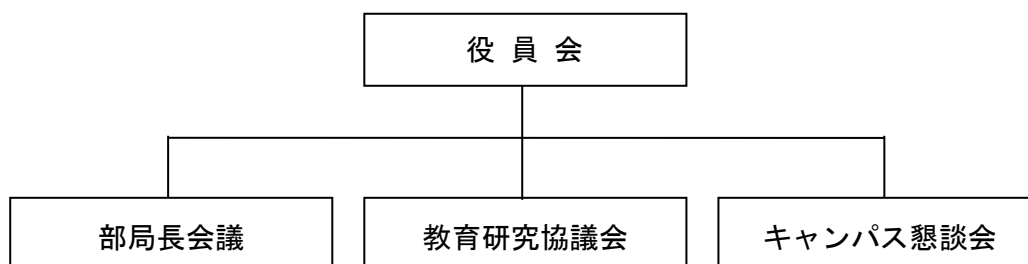 役員会
部局長会議
教育研究協議会
キャンパス懇談会